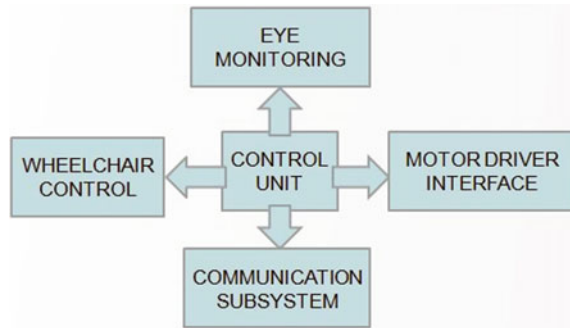 EYE
MONITORING
WHEELCHAIR
CONTROL
CONTROL
UNIT
MOTOR DRIVER
INTERFACE
COMMUNICATION
SUBSYSTEM